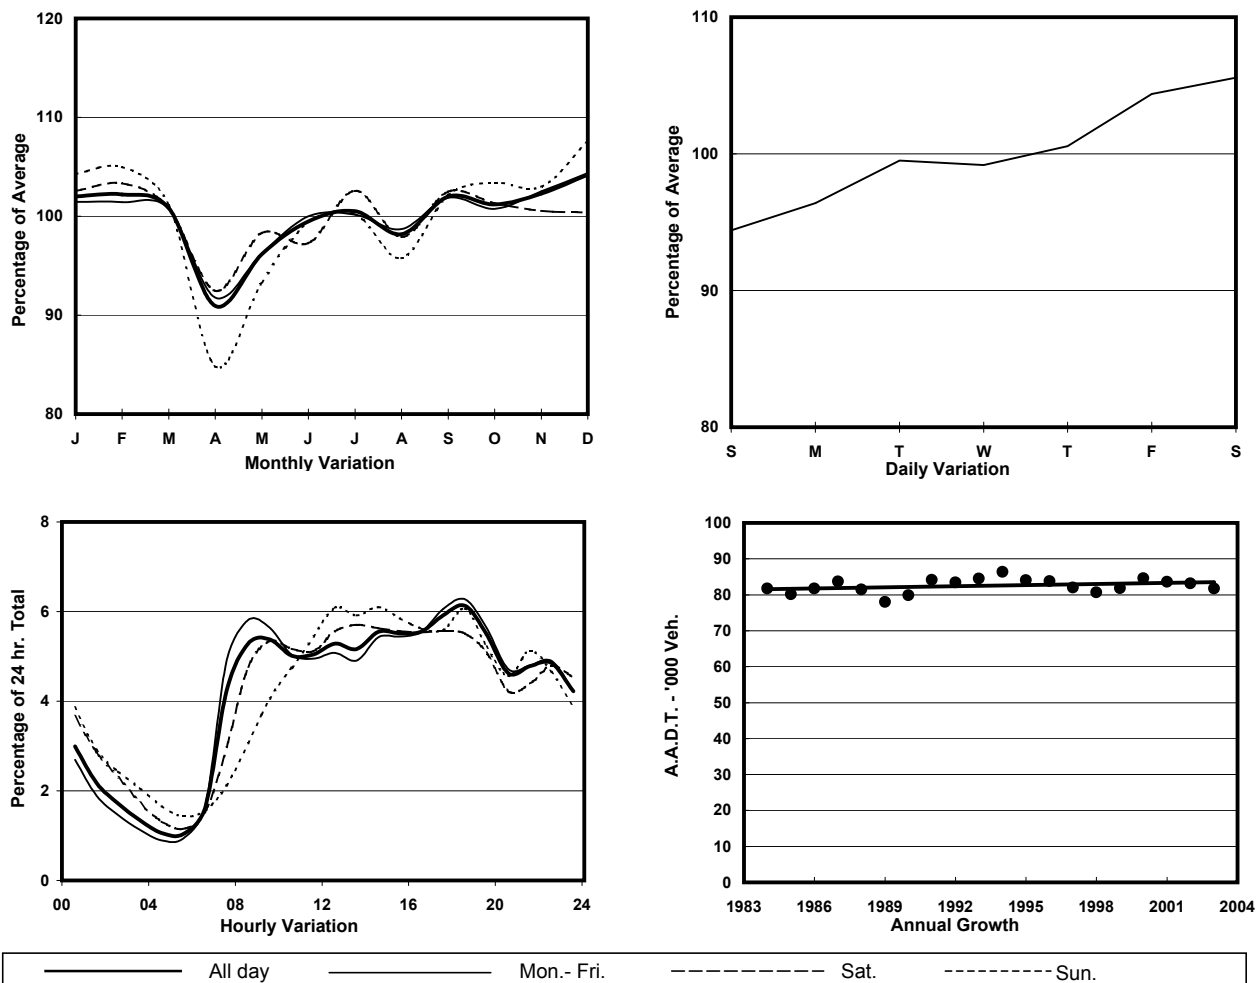 120
110
100
90
80
Percentage of Average
J F M A M J J A S O N D
Monthly Variation
110
100
90
80
Percentage of Average
S M T W T F S
Daily Variation
8
6
4
2
0
Percentage of 24 hr. Total
00 04 08 12 16 20 24
Hourly Variation
100
90
80
70
60
50
40
30
20
10
0
A.A.D.T. - '000 Veh.
1983 1986 1989 1992 1995 1998 2001 2004
Annual Growth
All day Mon.- Fri. Sat. Sun.